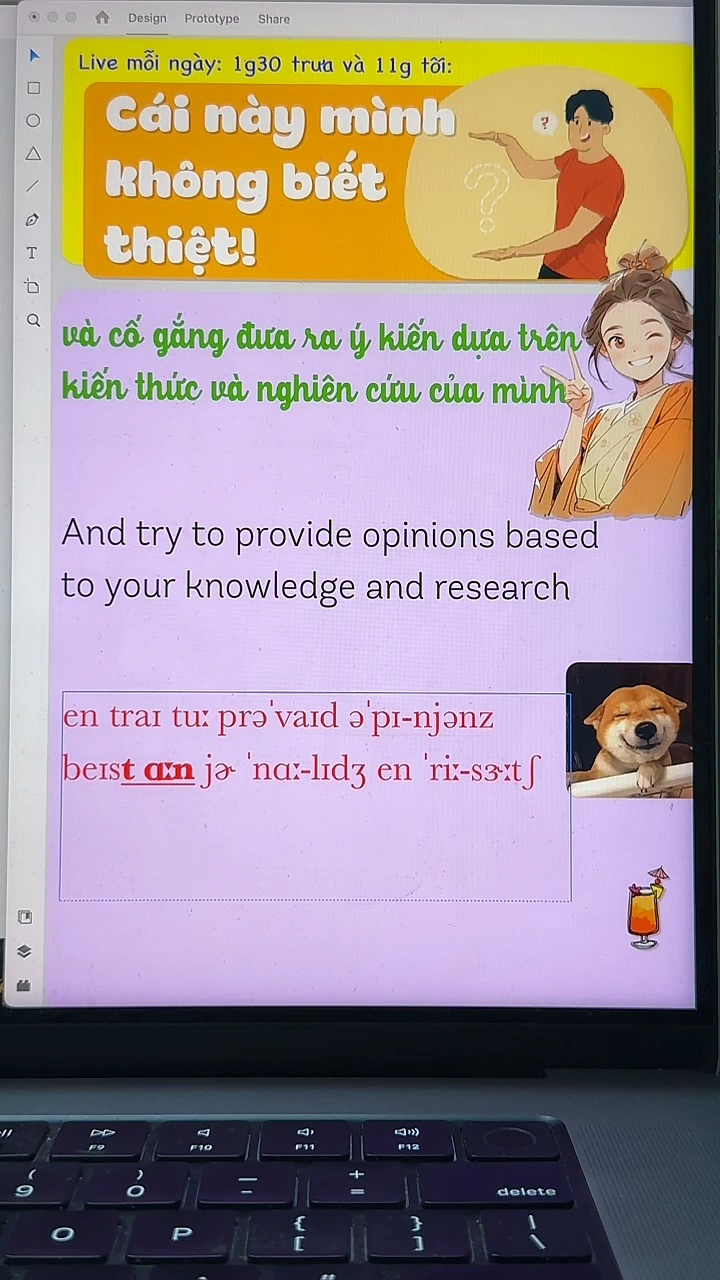 Design Prototype Share
Live mỗi ngày: 1g30 trưa và 11g tối:
Cái này mình
không biết
thiệt!
?
và cố gắng đưa ra ý kiến dựa trên
kiến thức và nghiên cứu của mình
And try to provide opinions based
to your knowledge and research
en traɪ tuː prəˈvaɪd əˈpɪ-njənz
beɪst ɑːn jɚ ˈnɑː-lɪdʒ en ˈriː-sɝːtʃ
T
F9 F10 F11 F12
( ) — +
9 0 - = delete
O P { } |
[ ] \
"